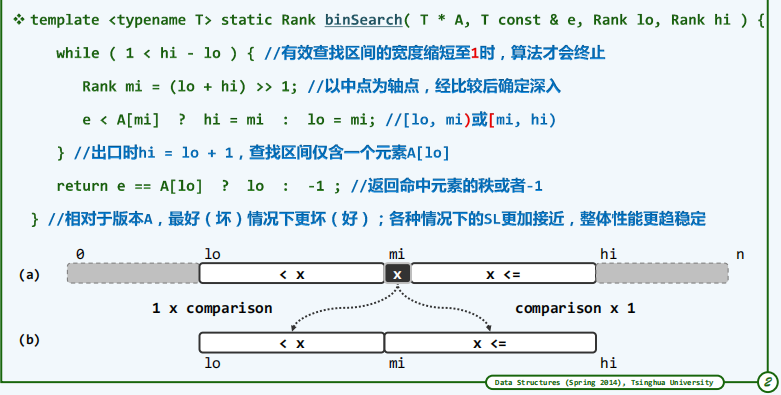 ❖ template <typename T> static Rank binSearch( T * A, T const & e, Rank lo, Rank hi ) {
while ( 1 < hi - lo ) { //有效查找区间的宽度缩短至1时，算法才会终止
Rank mi = (lo + hi) >> 1; //以中点为轴点，经比较后确定深入
e < A[mi] ? hi = mi : lo = mi; //[lo, mi)或[mi, hi)
} //出口时hi = lo + 1，查找区间仅含一个元素A[lo]
return e == A[lo] ? lo : -1 ; //返回命中元素的秩或者-1
} //相对于版本A，最好（坏）情况下更坏（好）；各种情况下的SL更加接近，整体性能更趋稳定
0 lo mi hi n
(a) < x x x <=
1 x comparison comparison x 1
(b) < x x <=
lo mi hi
Data Structures (Spring 2014), Tsinghua University 2